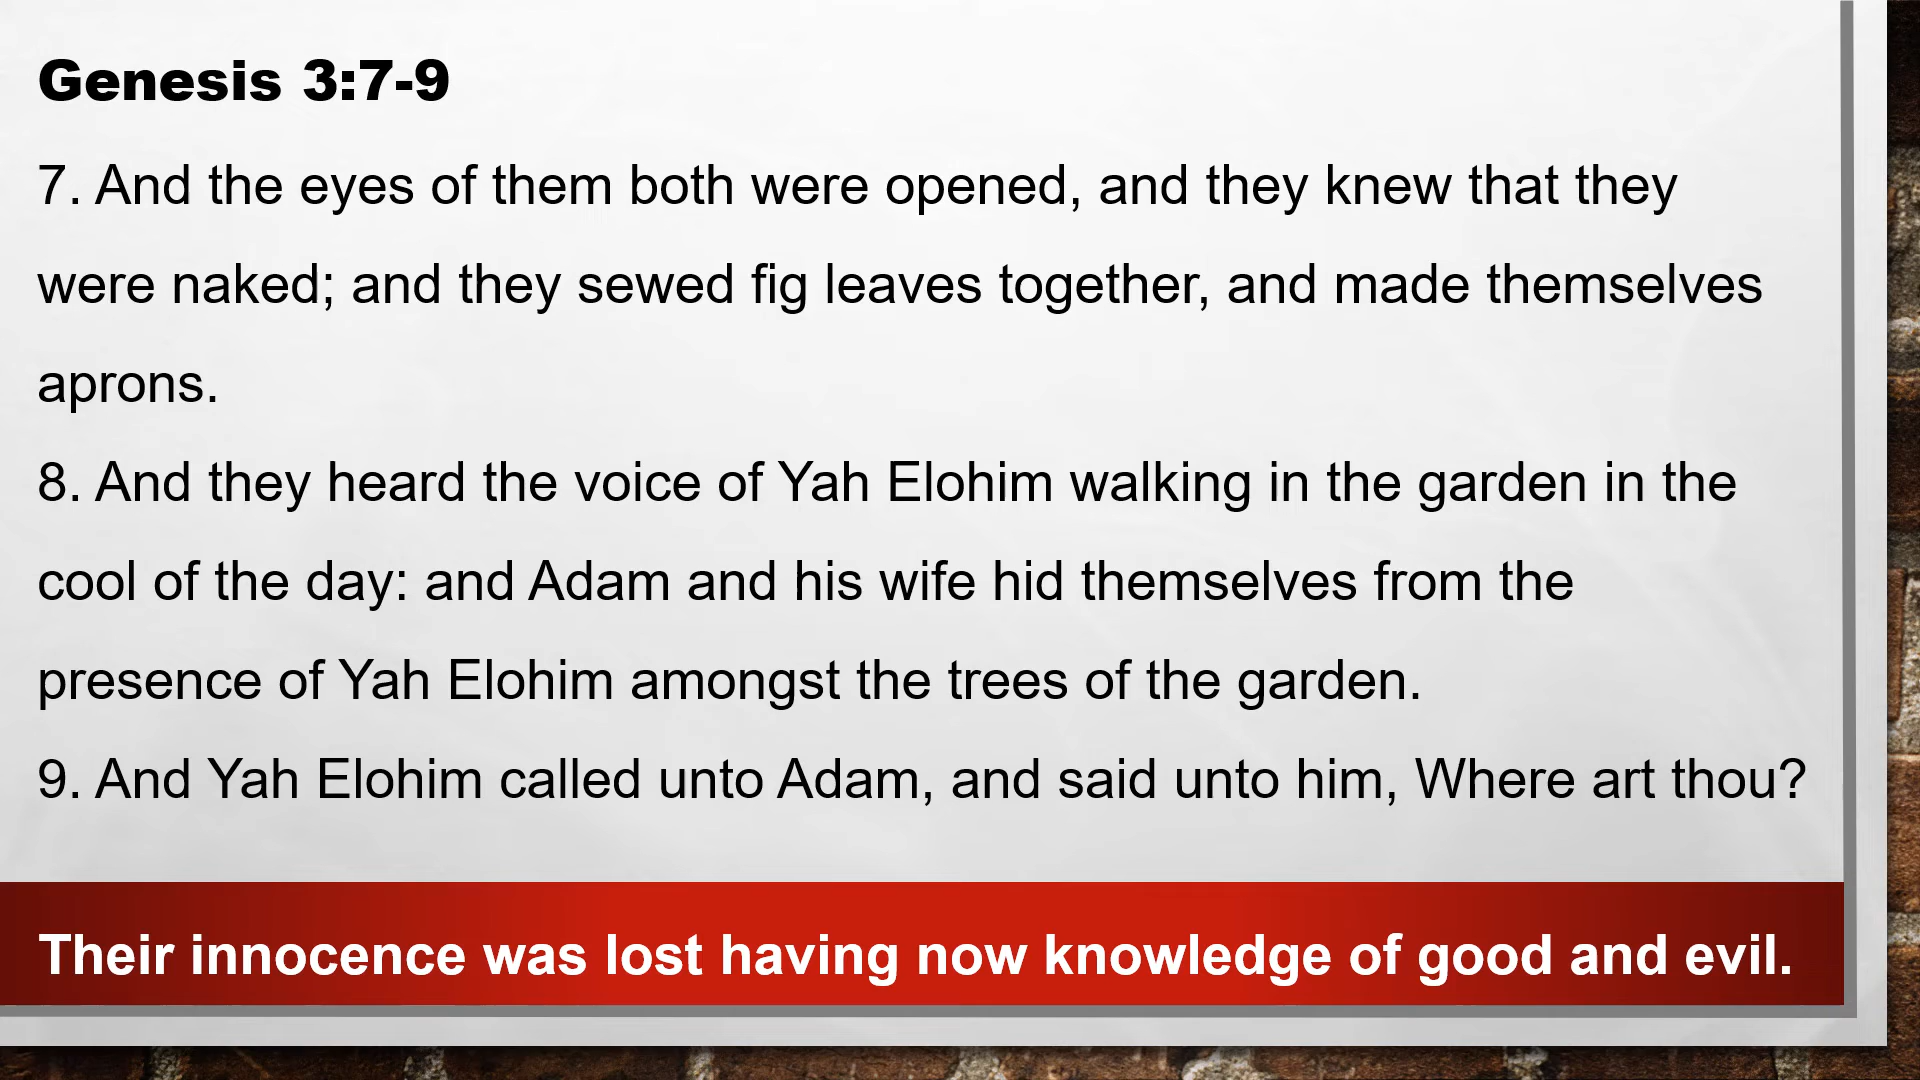 Genesis 3:7-9
7. And the eyes of them both were opened, and they knew that they
were naked; and they sewed fig leaves together, and made themselves
aprons.
8. And they heard the voice of Yah Elohim walking in the garden in the
cool of the day: and Adam and his wife hid themselves from the
presence of Yah Elohim amongst the trees of the garden.
9. And Yah Elohim called unto Adam, and said unto him, Where art thou?
Their innocence was lost having now knowledge of good and evil.